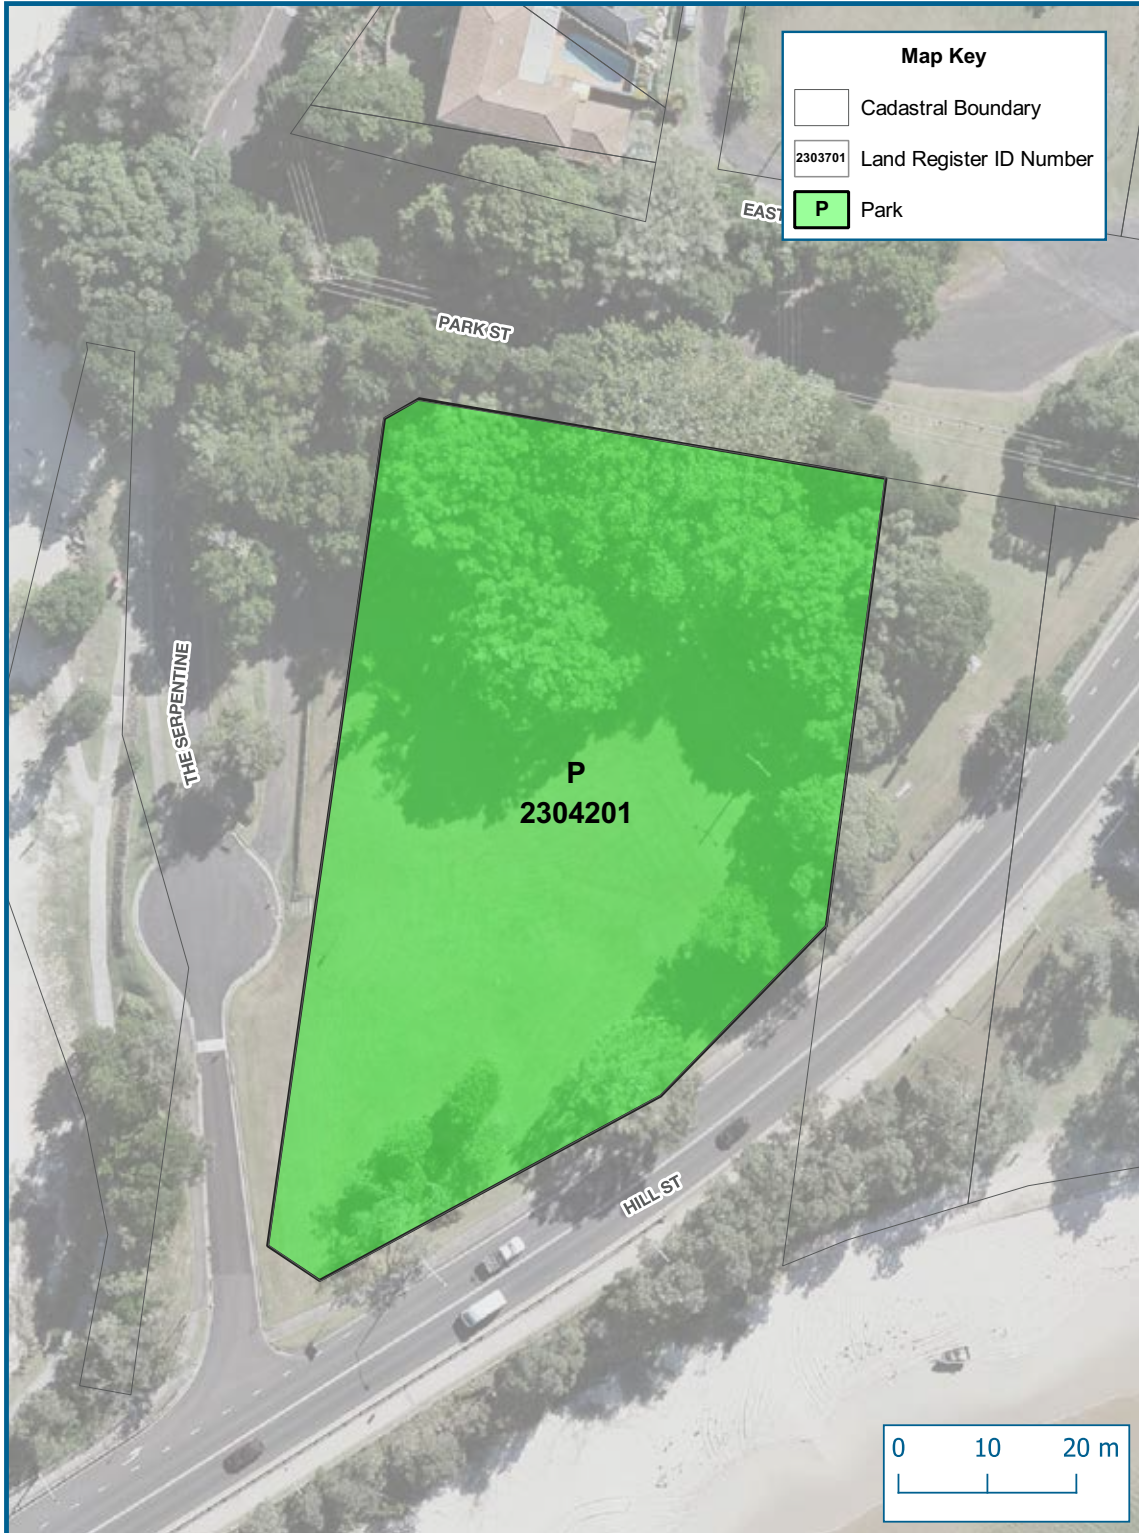 Map Key
Cadastral Boundary
2303701 Land Register ID Number
P Park
EAST
PARK ST
THE SERPENTINE
P
2304201
HILL ST
0 10 20 m